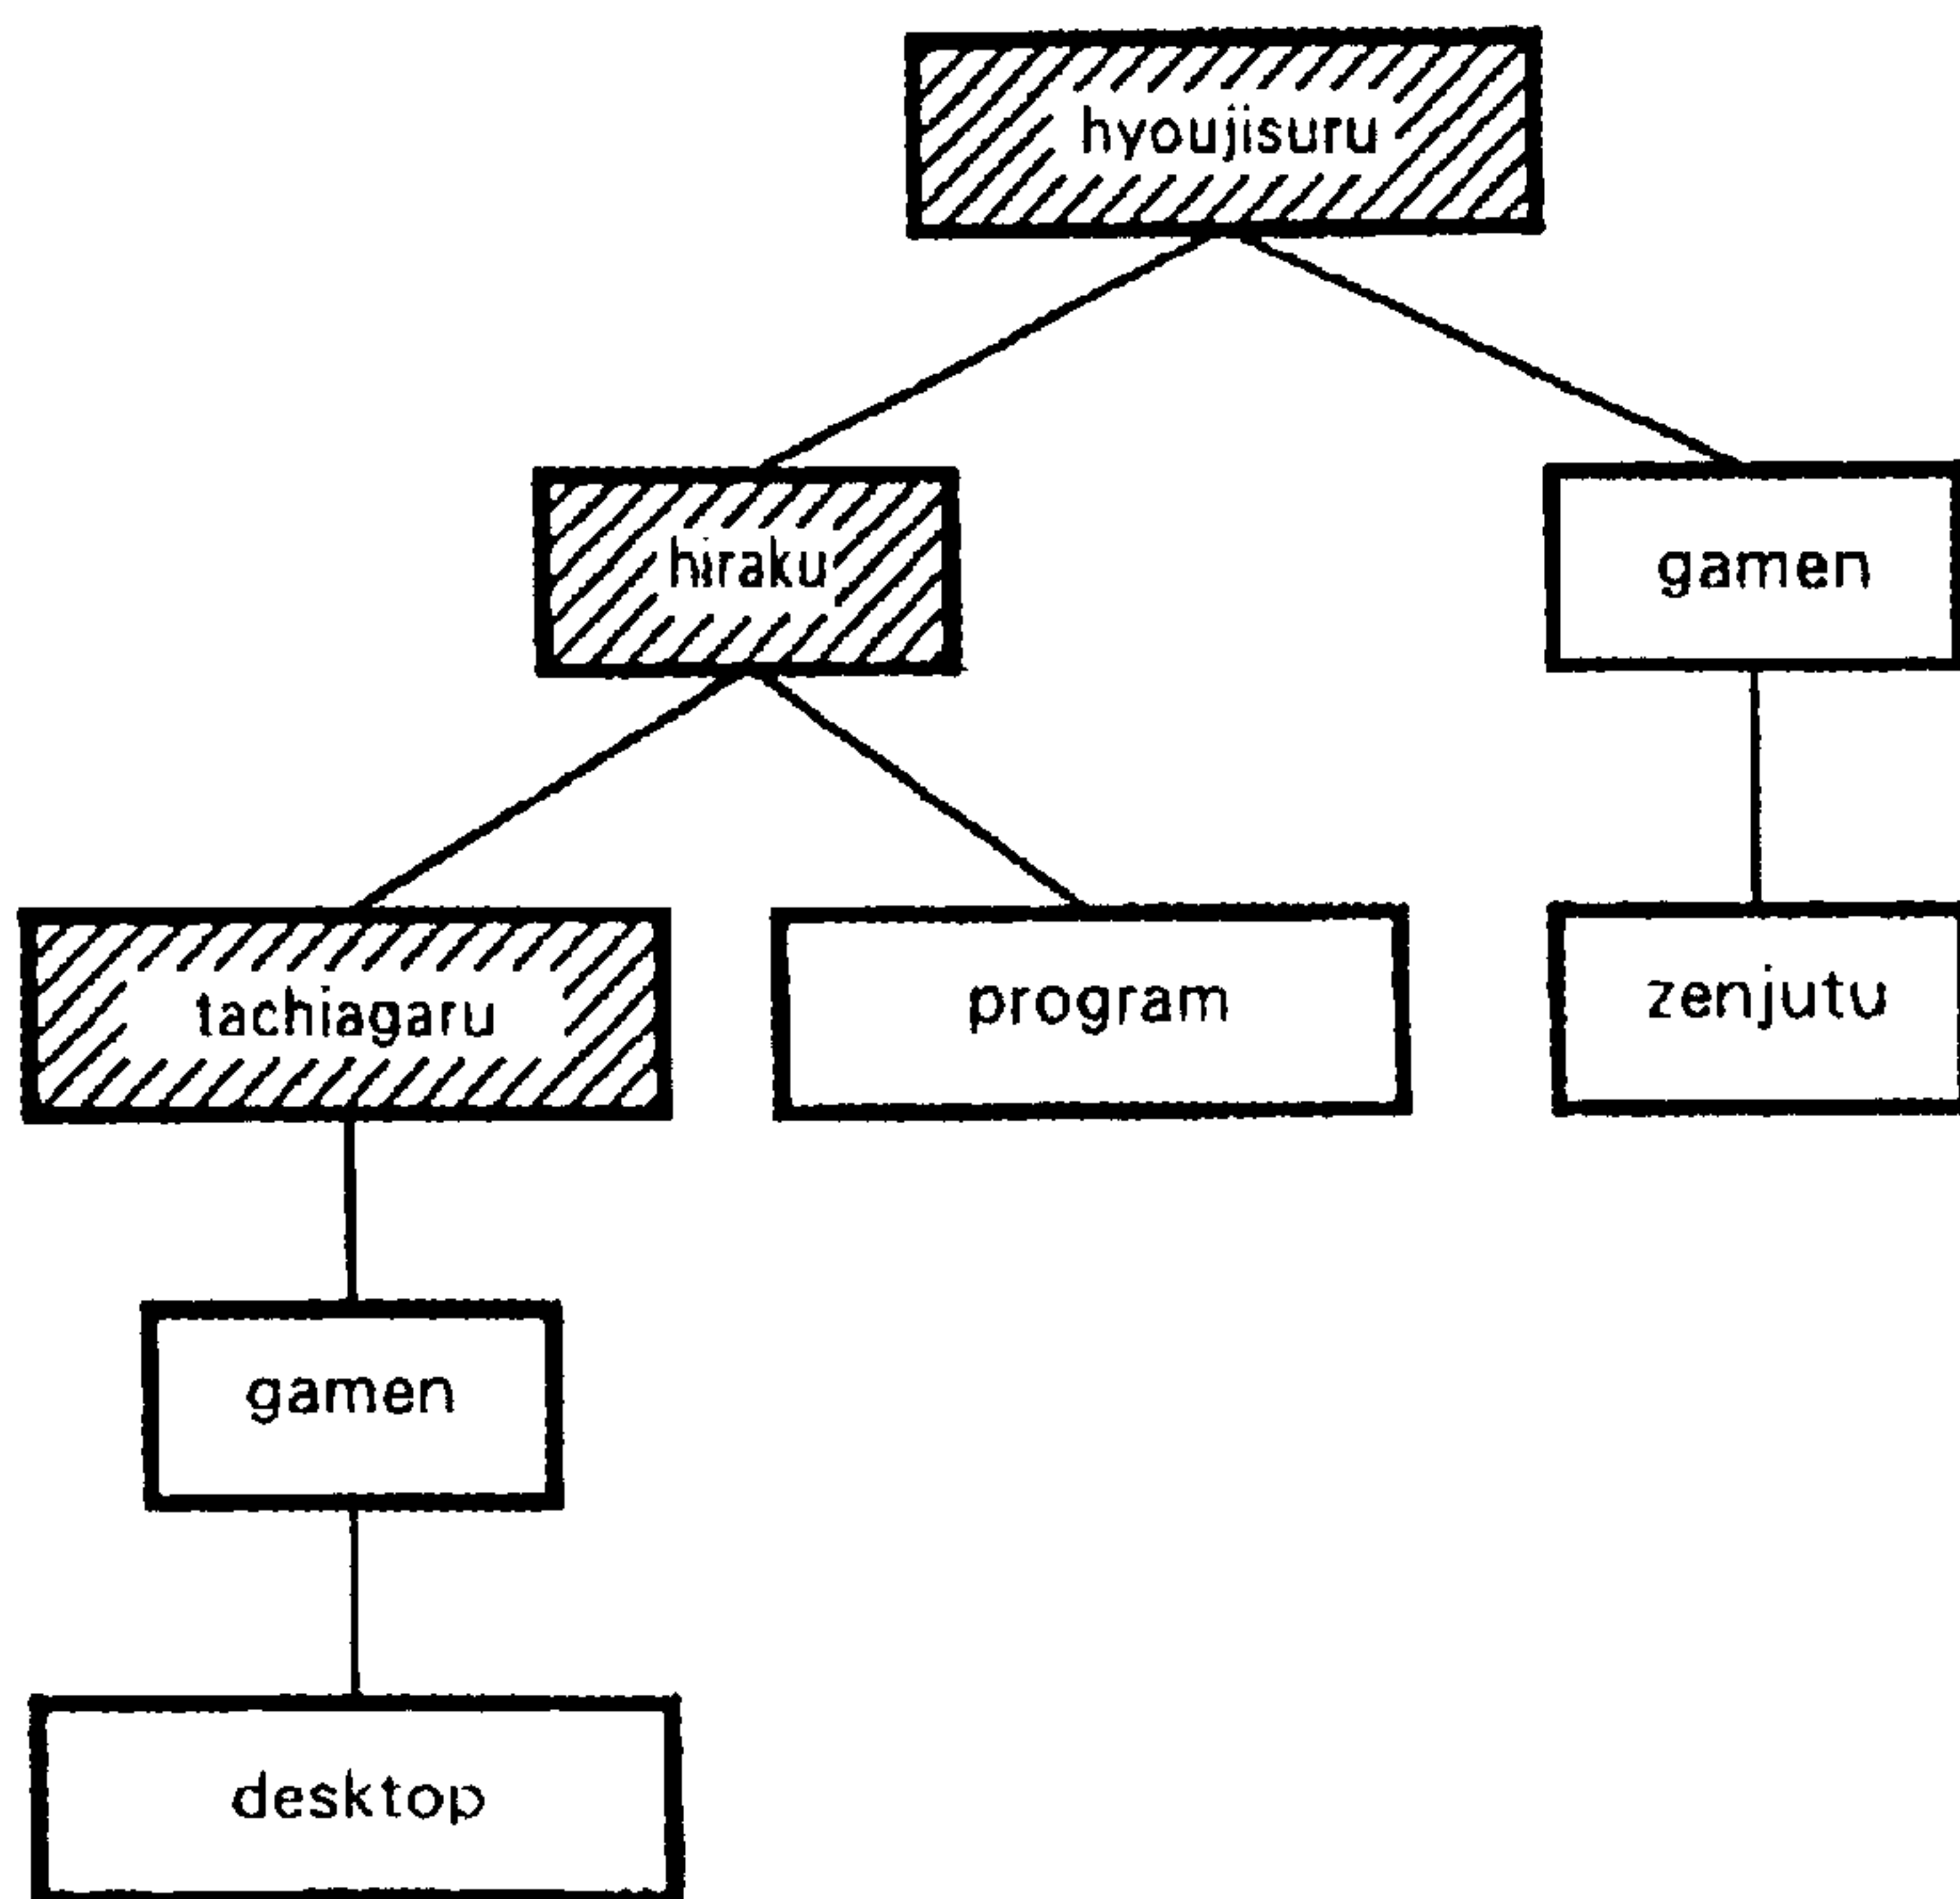 hyoujisuru
hiraku
gamen
tachiagaru
program
zenjutu
gamen
desktop